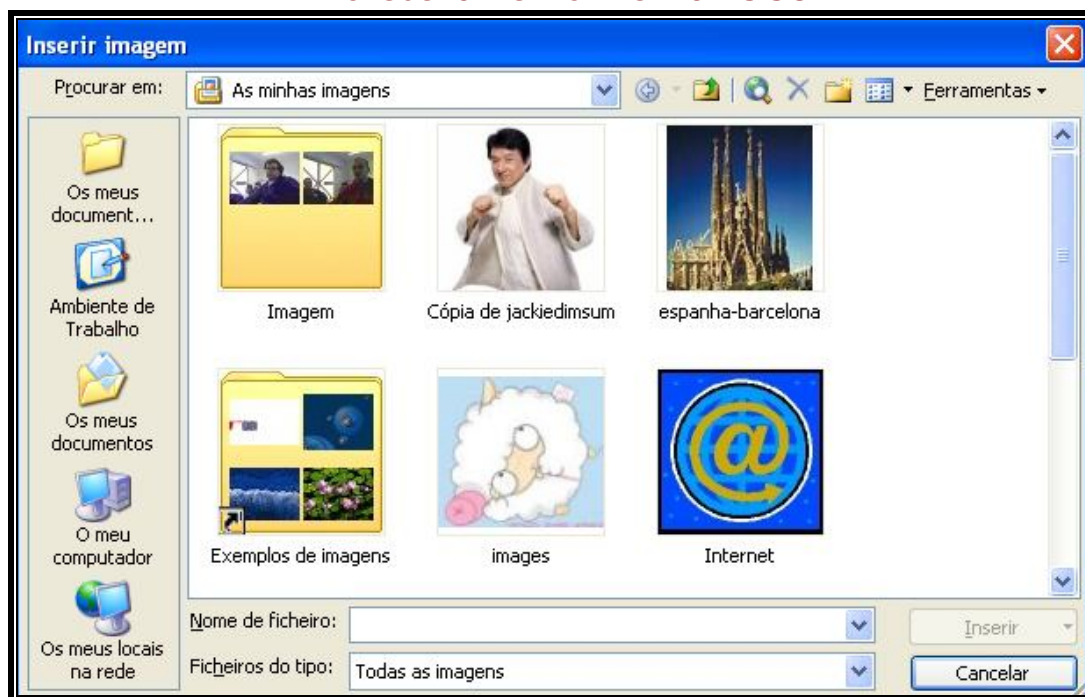 Inserir imagem
Procurar em:
As minhas imagens
Ferramentas
Os meus
document...
Ambiente de
Trabalho
Os meus
documentos
O meu
computador
Os meus locais
na rede
Imagem
Cópia de jackiedimsum
espanha-barcelona
Exemplos de imagens
images
Internet
@
Nome de ficheiro:
Inserir
Ficheiros do tipo:
Todas as imagens
Cancelar